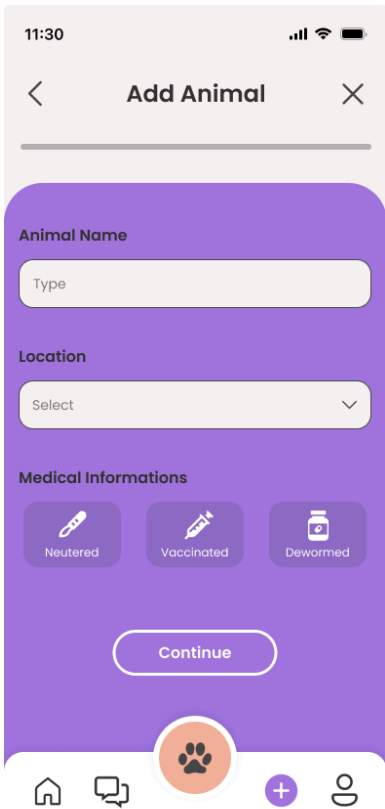 11:30
Add Animal
Animal Name
Type
Location
Select
Medical Informations
Neutered Vaccinated Dewormed
Continue